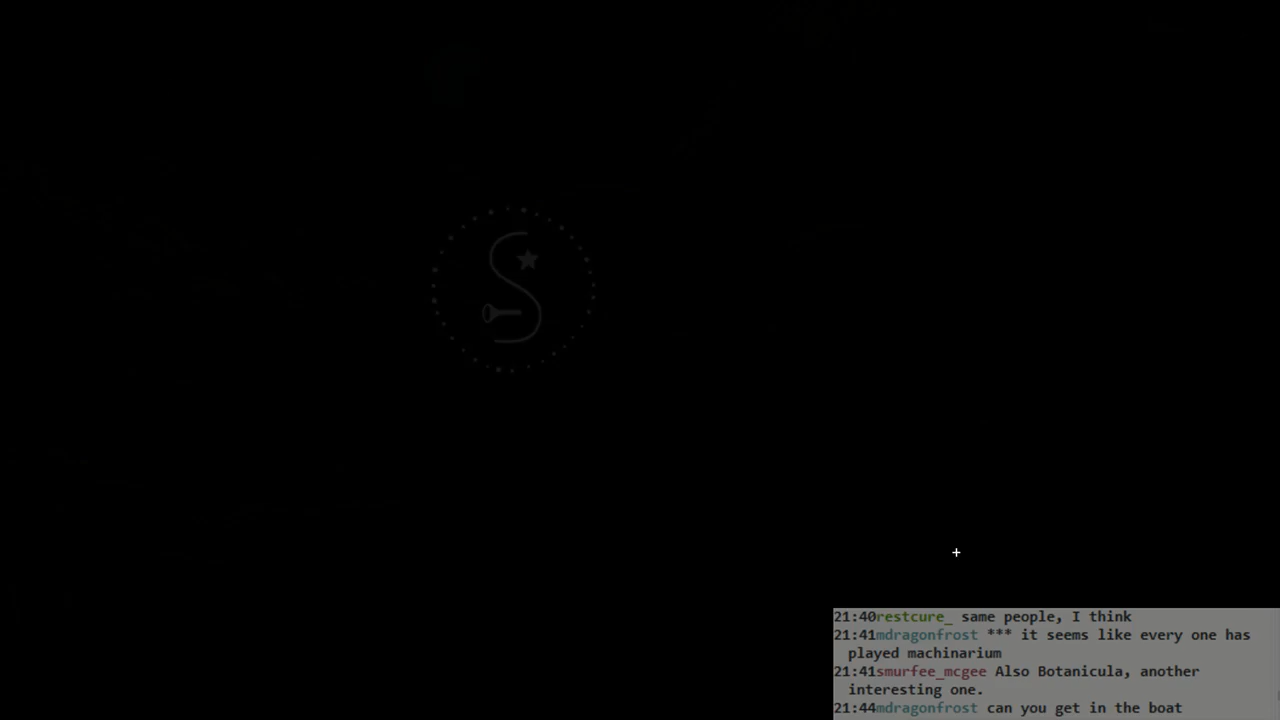 S
21:40restcure_ same people, I think
21:41mdragonfrost *** it seems like every one has
played machinarium
21:41smurfee_mcgee Also Botanicula, another
interesting one.
21:44mdragonfrost can you get in the boat